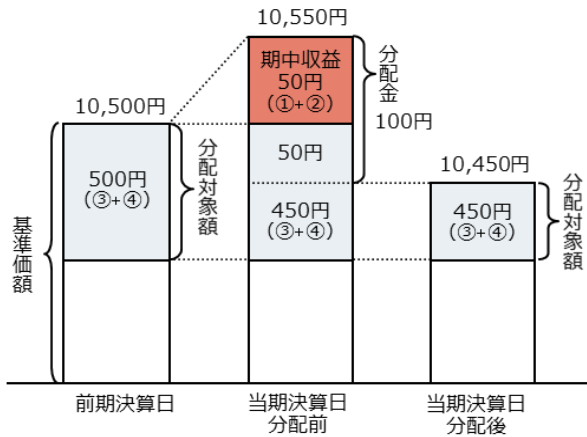 10,550円
期中収益
50円
(①+②)
分配金
100円
10,500円
500円
(③+④)
分配対象額
50円
450円
(③+④)
10,450円
450円
(③+④)
分配対象額
基準価額
前期決算日
当期決算日
分配前
当期決算日
分配後